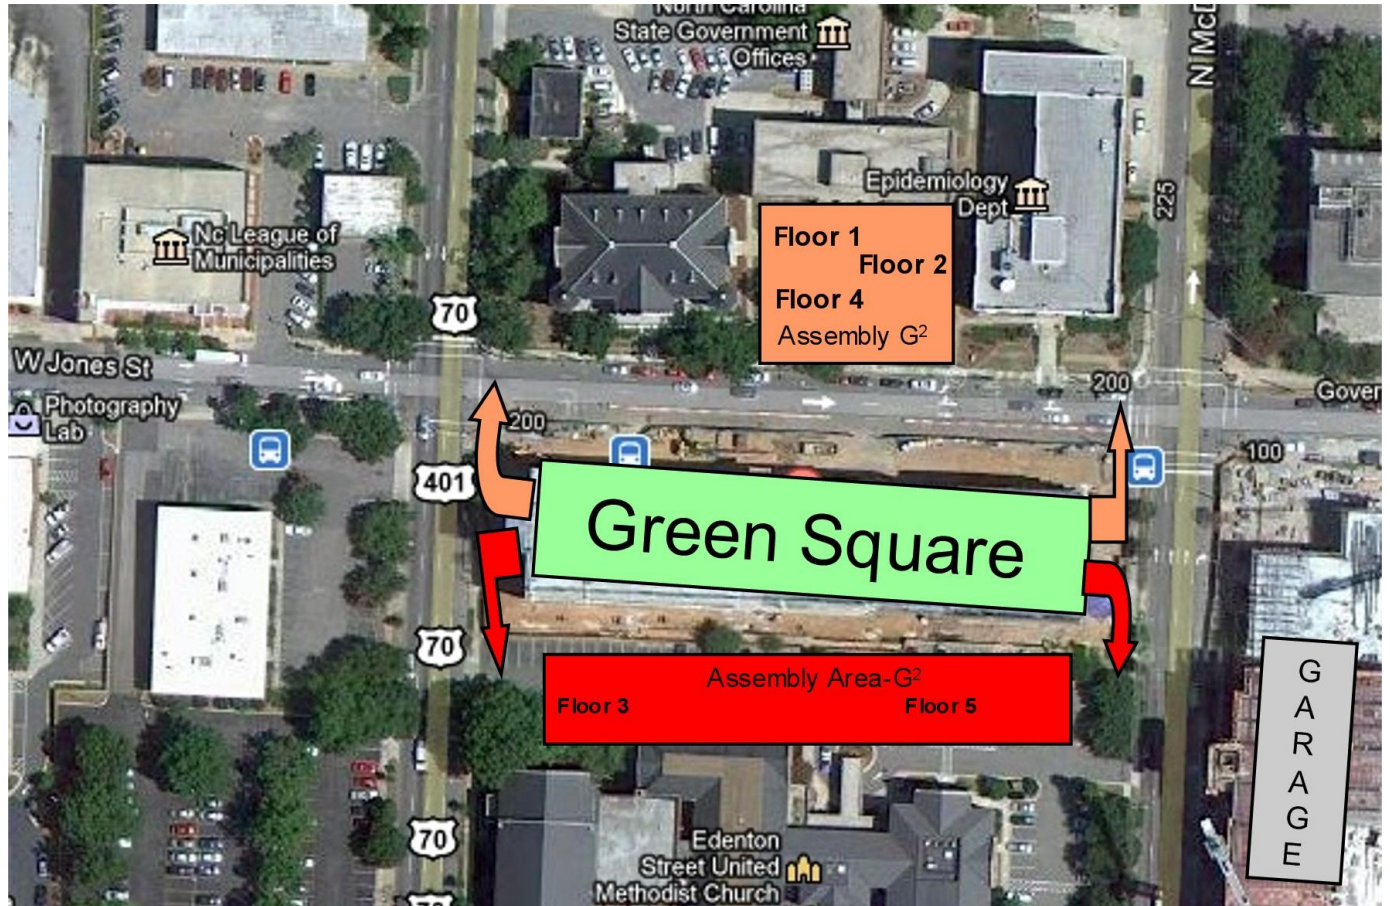 North Carolina
State Government
Offices
N McD
Epidemiology
Dept
225
Floor 1
Floor 2
Floor 4
Assembly G²
Nc League of
Municipalities
70
W Jones St
200
Gover
Photography
Lab
200
100
401
Green Square
70
Assembly Area-G²
Floor 3
Floor 5
G
A
R
A
G
E
70
Edenton
Street United
Methodist Church
70